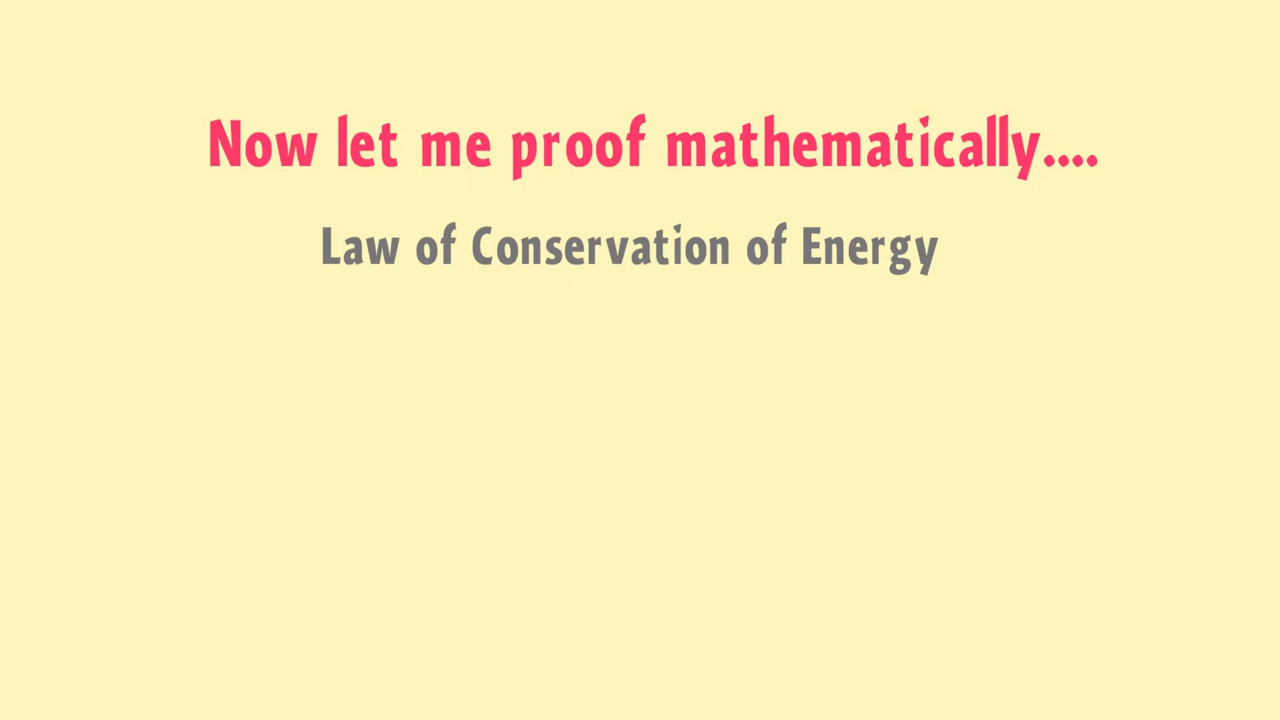 Now let me proof mathematically....
Law of Conservation of Energy